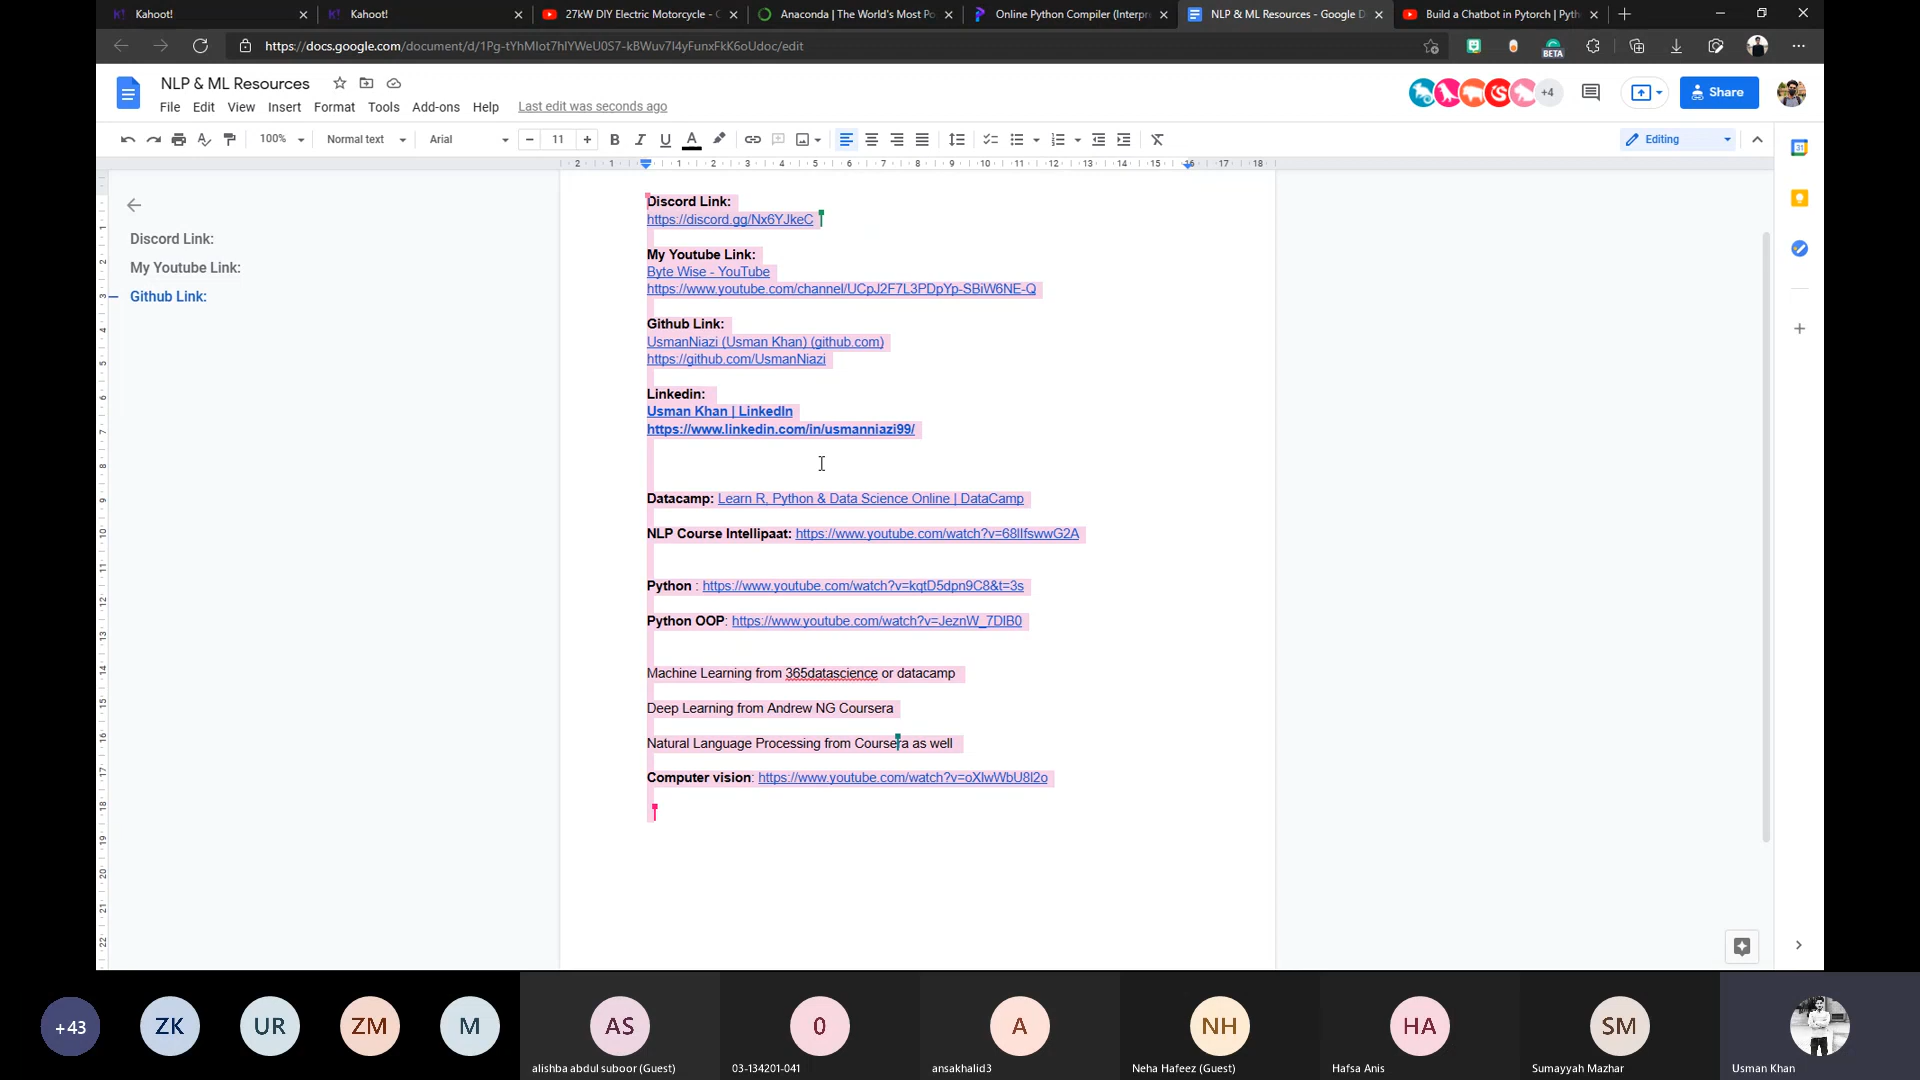 Kahoot!
Kahoot!
27kW DIY Electric Motorcycle -
Anaconda | The World's Most Po
Online Python Compiler (Interpr
NLP & ML Resources - Google D
Build a Chatbot in Pytorch | Pyth
https://docs.google.com/document/d/1Pg-tYhMIot7hIYWeU0S7-kBWuv7I4yFunxFkK6oUdoc/edit
BETA
NLP & ML Resources
File Edit View Insert Format Tools Add-ons Help Last edit was seconds ago
+4
Share
100% Normal text Arial 11
Editing
Discord Link:
My Youtube Link:
Github Link:
Discord Link:
https://discord.gg/Nx6YJkeC
My Youtube Link:
Byte Wise - YouTube
https://www.youtube.com/channel/UCpJ2F7L3PDpYp-SBiW6NE-Q
Github Link:
UsmanNiazi (Usman Khan) (github.com)
https://github.com/UsmanNiazi
Linkedin:
Usman Khan | LinkedIn
https://www.linkedin.com/in/usmanniazi99/
Datacamp: Learn R, Python & Data Science Online | DataCamp
NLP Course Intellipaat: https://www.youtube.com/watch?v=68lIfswwG2A
Python : https://www.youtube.com/watch?v=kqtD5dpn9C8&t=3s
Python OOP: https://www.youtube.com/watch?v=JeznW_7DlB0
Machine Learning from 365datascience or datacamp
Deep Learning from Andrew NG Coursera
Natural Language Processing from Coursera as well
Computer vision: https://www.youtube.com/watch?v=oXlwWbU8l2o
+43
ZK
UR
ZM
M
AS
0
A
NH
HA
SM
alishba abdul suboor (Guest)
03-134201-041
ansakhalid3
Neha Hafeez (Guest)
Hafsa Anis
Sumayyah Mazhar
Usman Khan